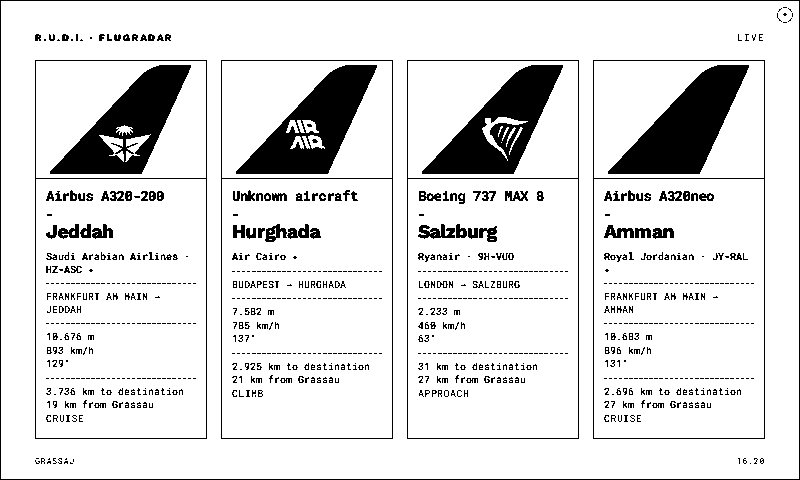 R.U.D.I. · FLUGRADAR
LIVE
Airbus A320-200
-
Jeddah
Saudi Arabian Airlines ·
HZ-ASC ✦
FRANKFURT AM MAIN →
JEDDAH
10.676 m
893 km/h
129°
3.736 km to destination
19 km from Grassau
CRUISE
AIR
AIR
Unknown aircraft
-
Hurghada
Air Cairo ✦
BUDAPEST → HURGHADA
7.582 m
785 km/h
137°
2.925 km to destination
21 km from Grassau
CLIMB
Boeing 737 MAX 8
-
Salzburg
Ryanair · 9H-VUO
LONDON → SALZBURG
2.233 m
460 km/h
63°
31 km to destination
27 km from Grassau
APPROACH
Airbus A320neo
-
Amman
Royal Jordanian · JY-RAL
✦
FRANKFURT AM MAIN →
AMMAN
10.683 m
896 km/h
131°
2.696 km to destination
27 km from Grassau
CRUISE
GRASSAU
16.20